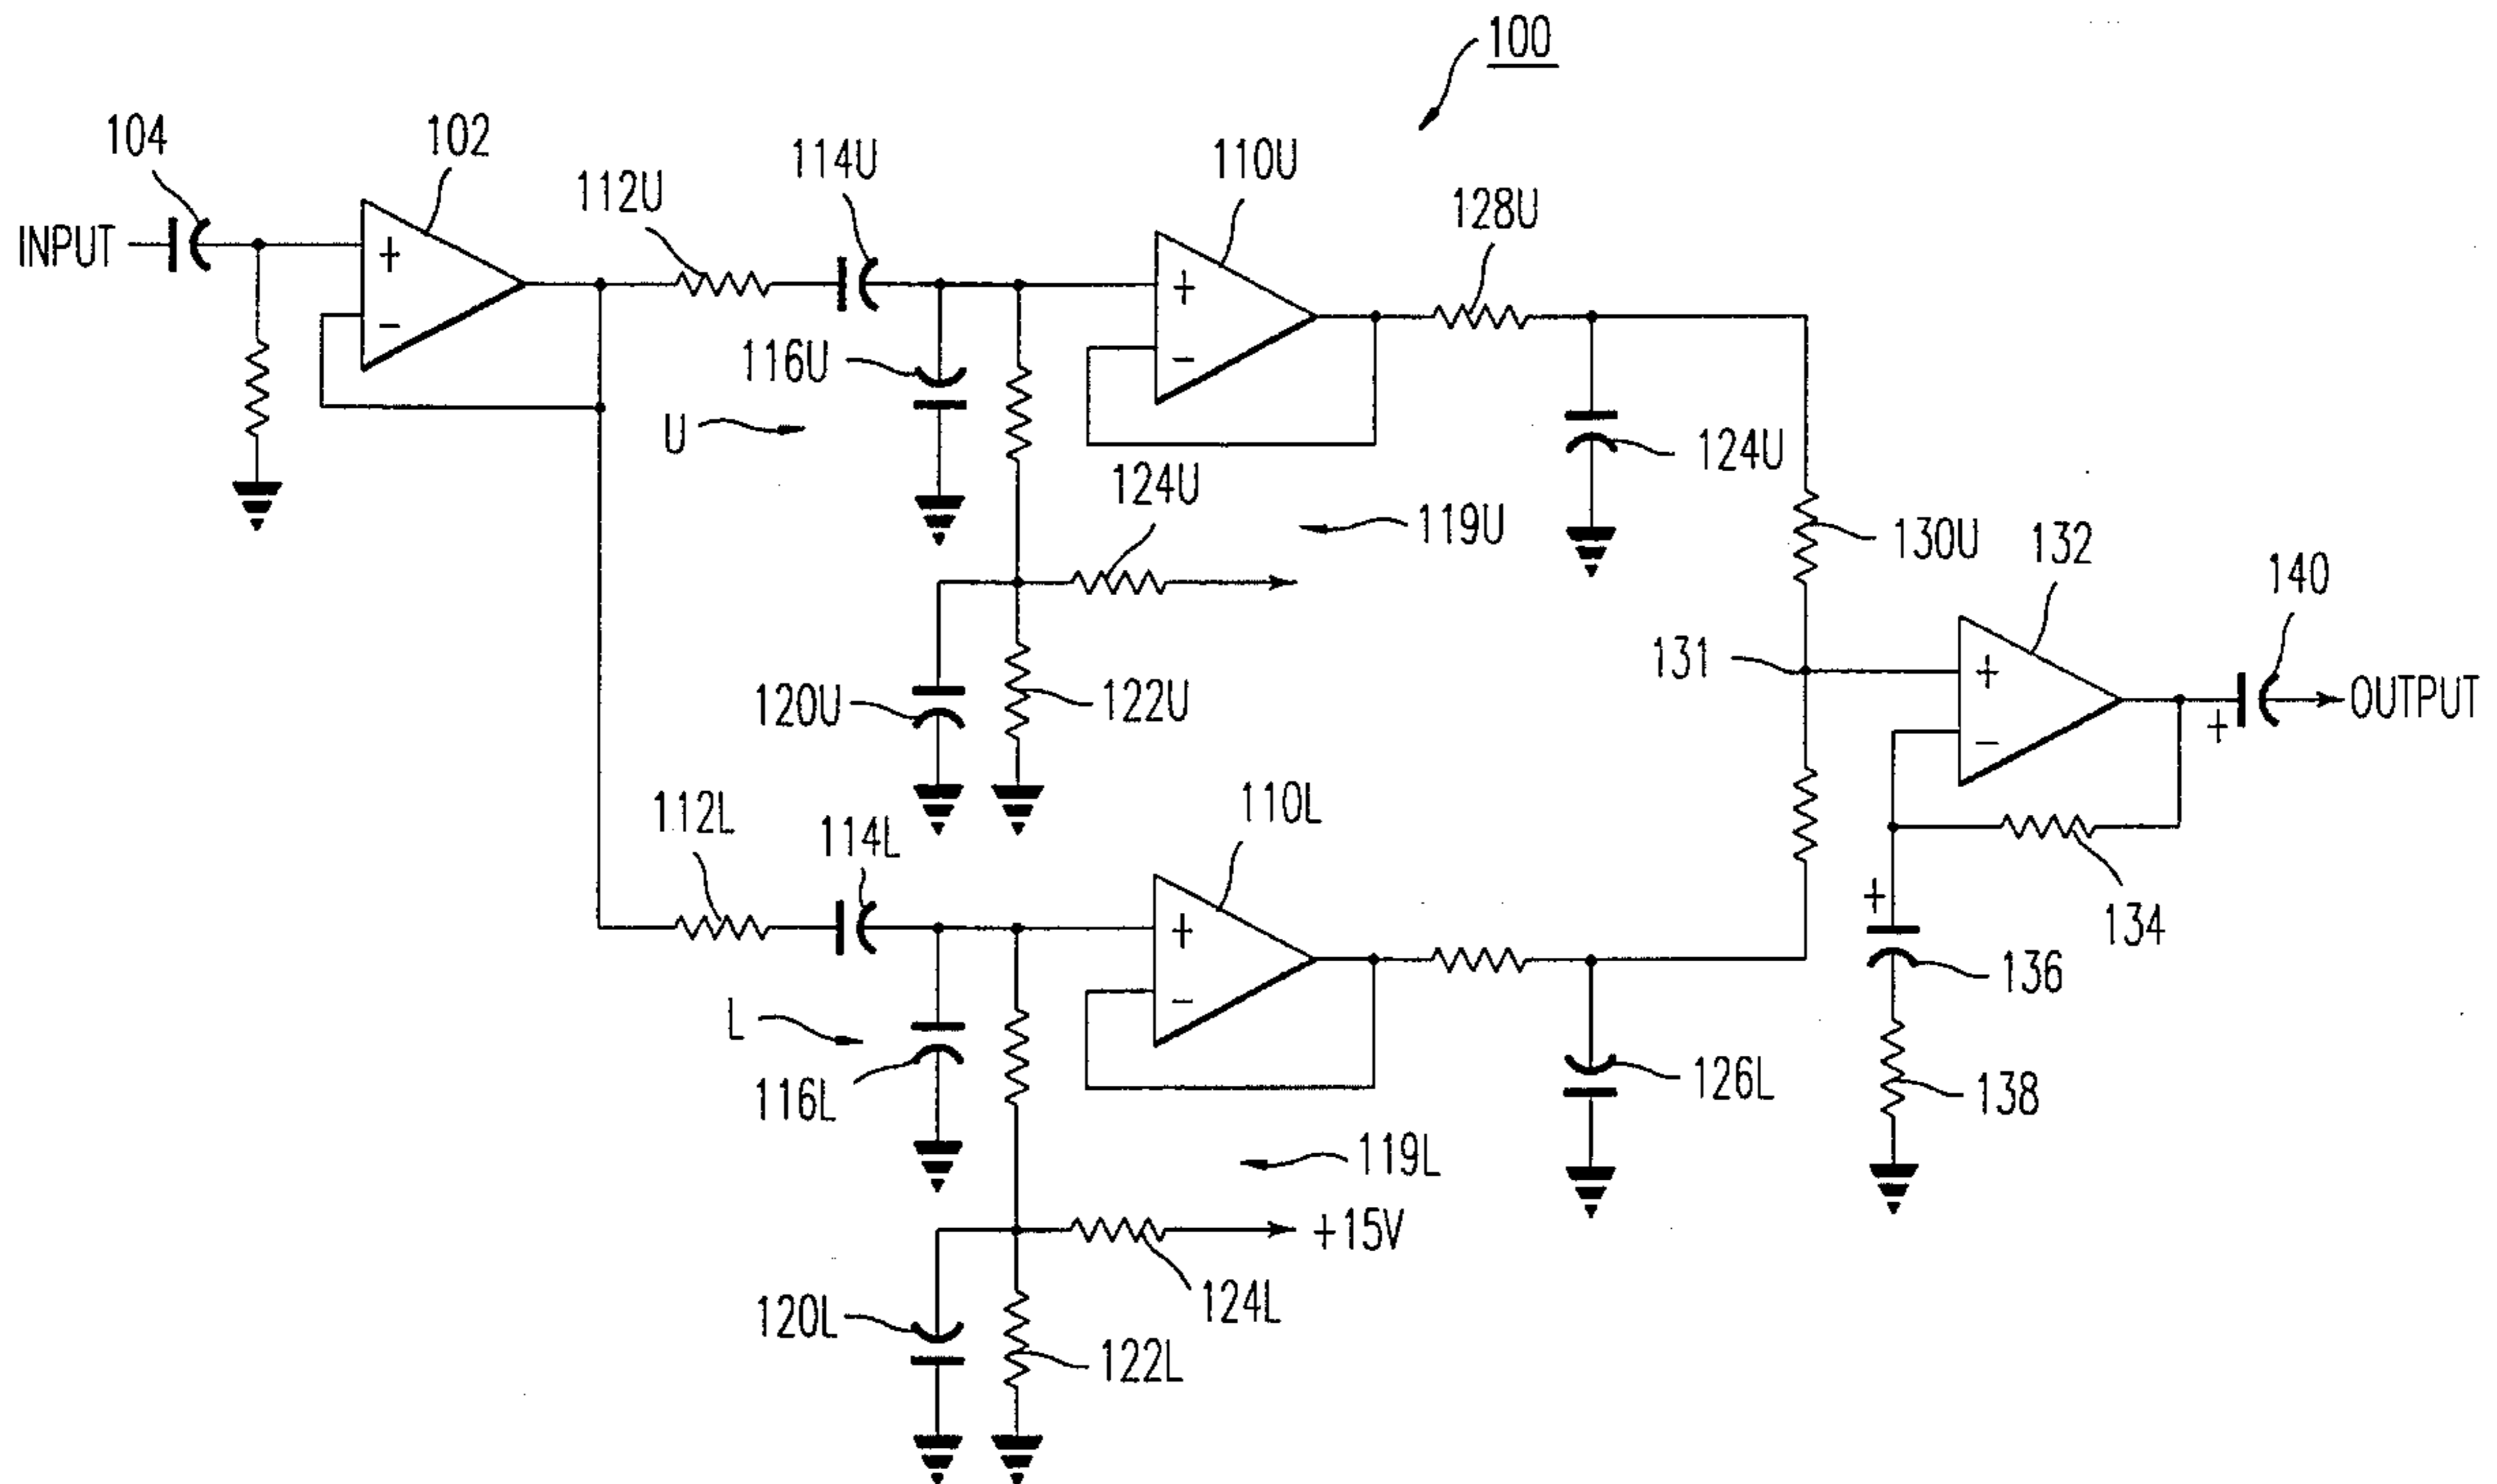 100
104
102
114U
110U
112U
128U
INPUT
+
−
+
−
116U
U
124U
124U
119U
130U
132
140
131
+
−
120U
122U
+
OUTPUT
112L
114L
110L
+
−
+
134
136
L
116L
126L
138
119L
+15V
124L
120L
122L